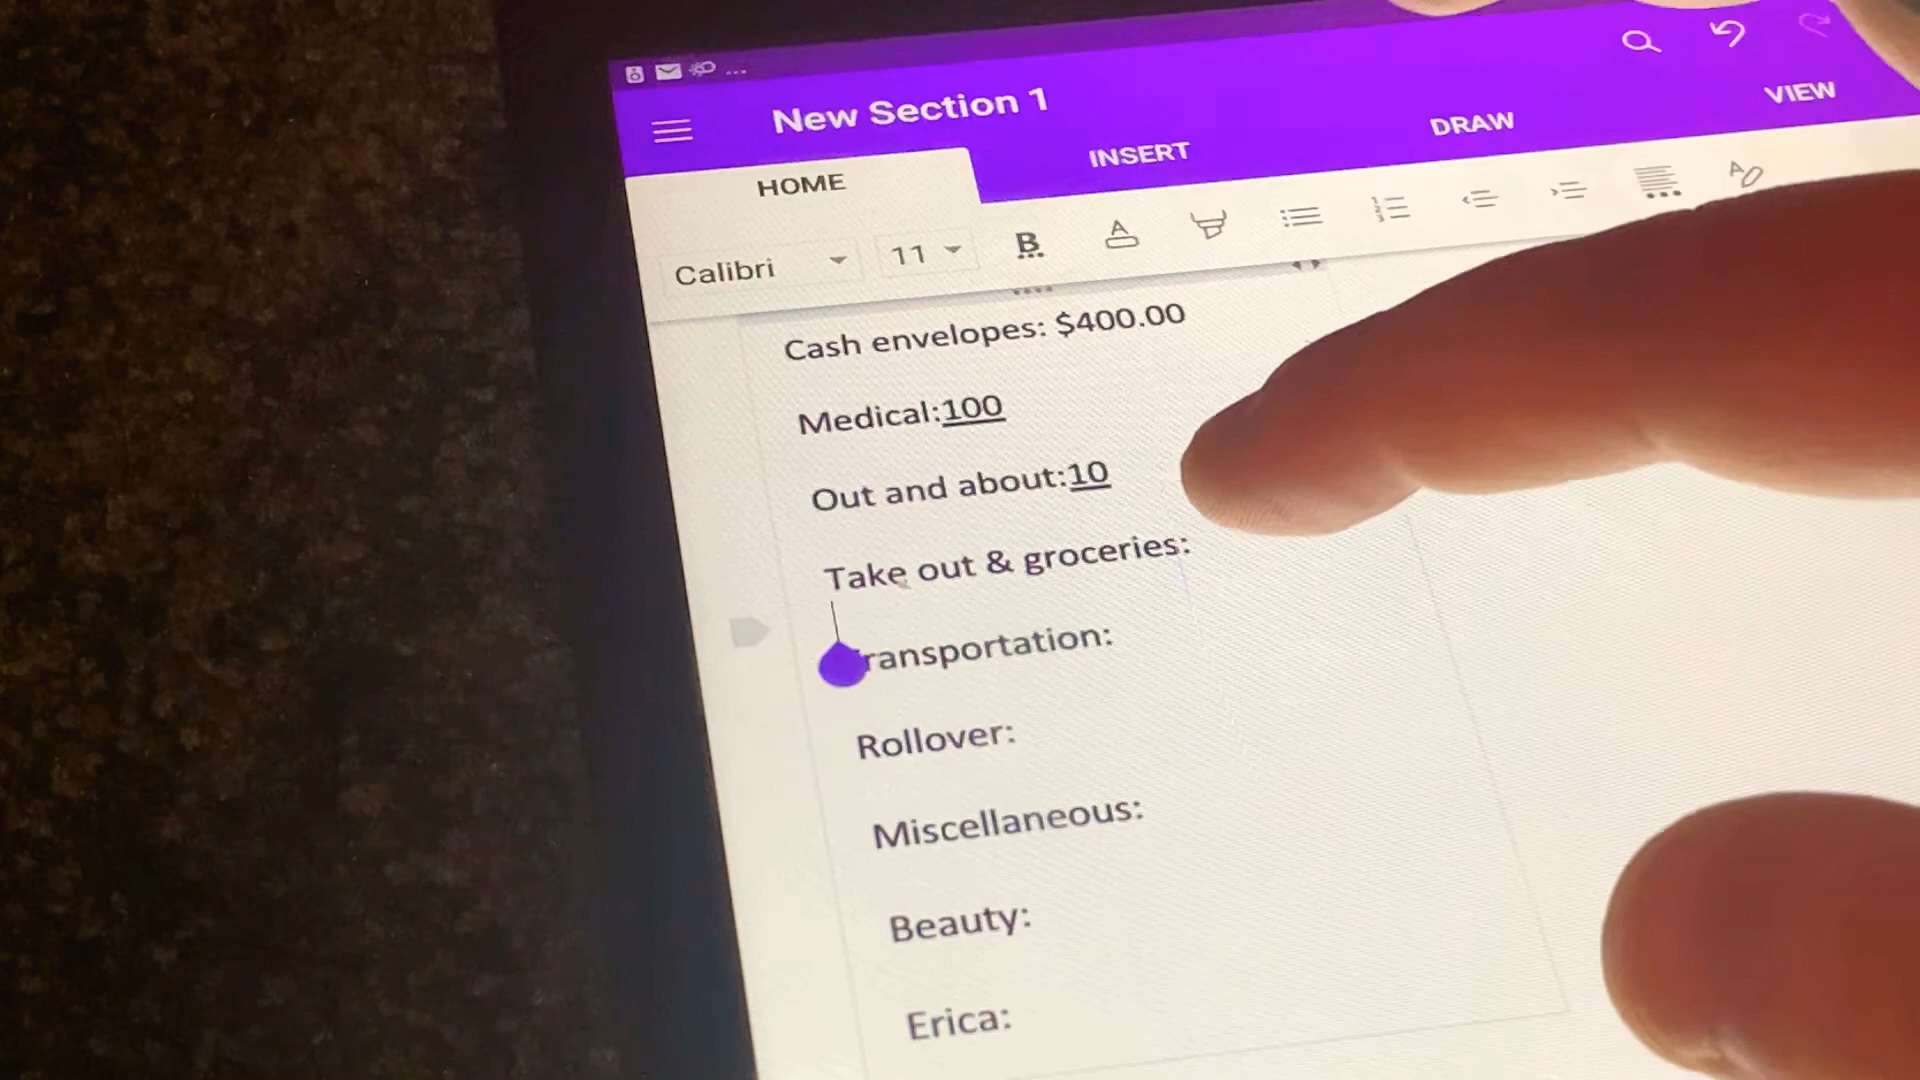 New Section 1
HOME
INSERT
DRAW
VIEW
Calibri
11
B
Cash envelopes: $400.00
Medical:100
Out and about:10
Take out & groceries:
Transportation:
Rollover:
Miscellaneous:
Beauty:
Erica: